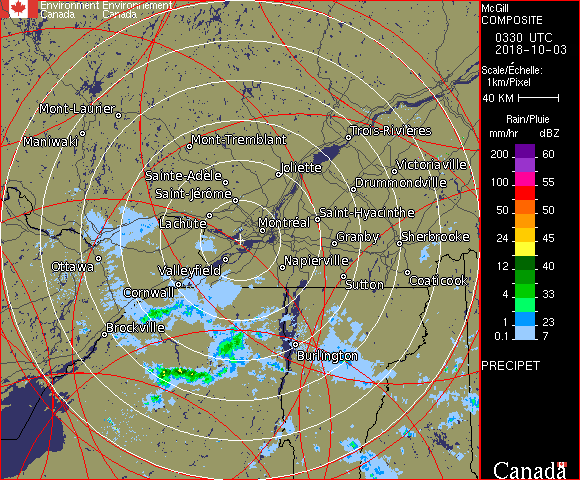 Environment Environnement
Canada Canada
McGill
COMPOSITE
0330 UTC
2018-10-03
Scale/Échelle:
1km/Pixel
40 KM
Rain/Pluie
mm/hr dBZ
200 60
55
100 55
50 50
24 45
12 40
4 33
1 23
0.1 7
PRECIPET
Canada
Mont-Laurier
Maniwaki
Mont-Tremblant
Trois-Rivières
Joliette
Victoriaville
Sainte-Adèle
Drummondville
Saint-Jérôme
Saint-Hyacinthe
Lachute
Montréal
Granby
Sherbrooke
Ottawa
Valleyfield
Napierville
Sutton
Coaticook
Cornwall
Brockville
Burlington